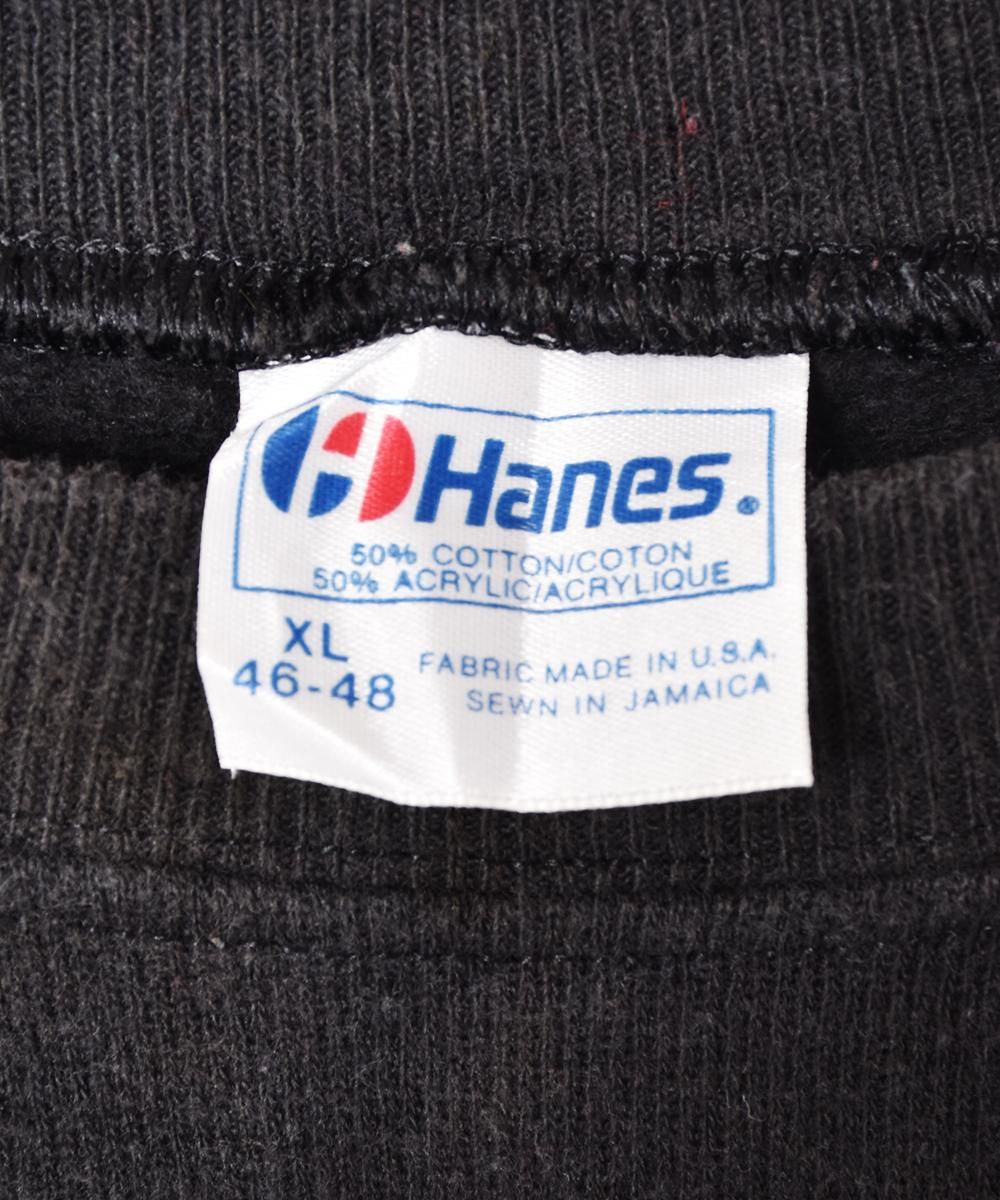 Hanes®
50% COTTON/COTON
50% ACRYLIC/ACRYLIQUE
XL
46-48
FABRIC MADE IN U.S.A.
SEWN IN JAMAICA